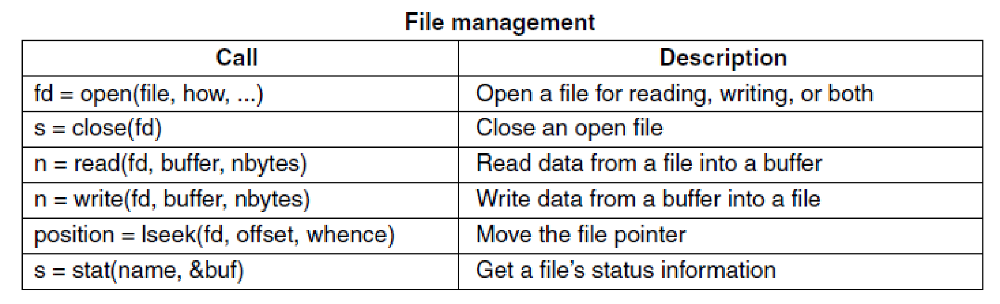 File management
Call Description
fd = open(file, how, ...) Open a file for reading, writing, or both
s = close(fd) Close an open file
n = read(fd, buffer, nbytes) Read data from a file into a buffer
n = write(fd, buffer, nbytes) Write data from a buffer into a file
position = lseek(fd, offset, whence) Move the file pointer
s = stat(name, &buf) Get a file’s status information